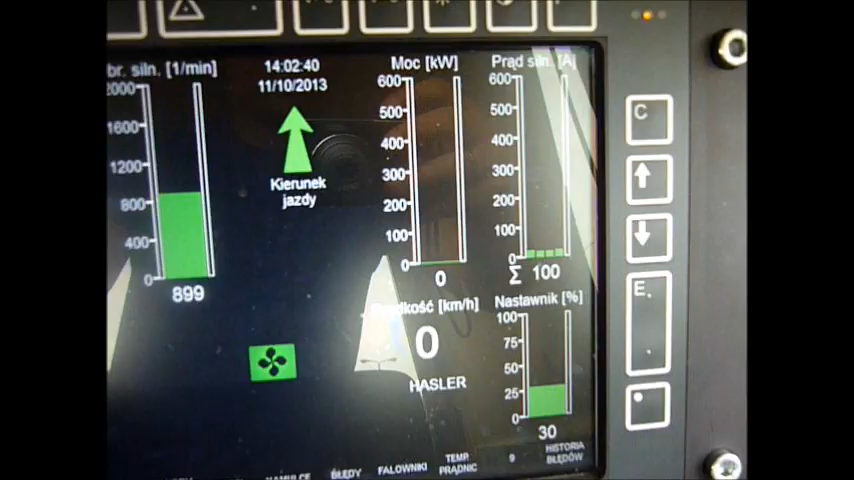 br. siln. [1/min]
2000
1600
1200
800
400
0
899
14:02:40
11/10/2013
Kierunek
jazdy
Moc [kW]
600
500
400
300
200
100
0
0
Prąd siln. [A]
600
500
400
300
200
100
0
Σ 100
Prędkość [km/h]
0
HASLER
Nastawnik [%]
100
75
50
25
0
30
HAMULCE
BŁĘDY
FALOWNIKI
TEMP.
PRĄDNIC
9
HISTORIA
BŁĘDÓW
C
E